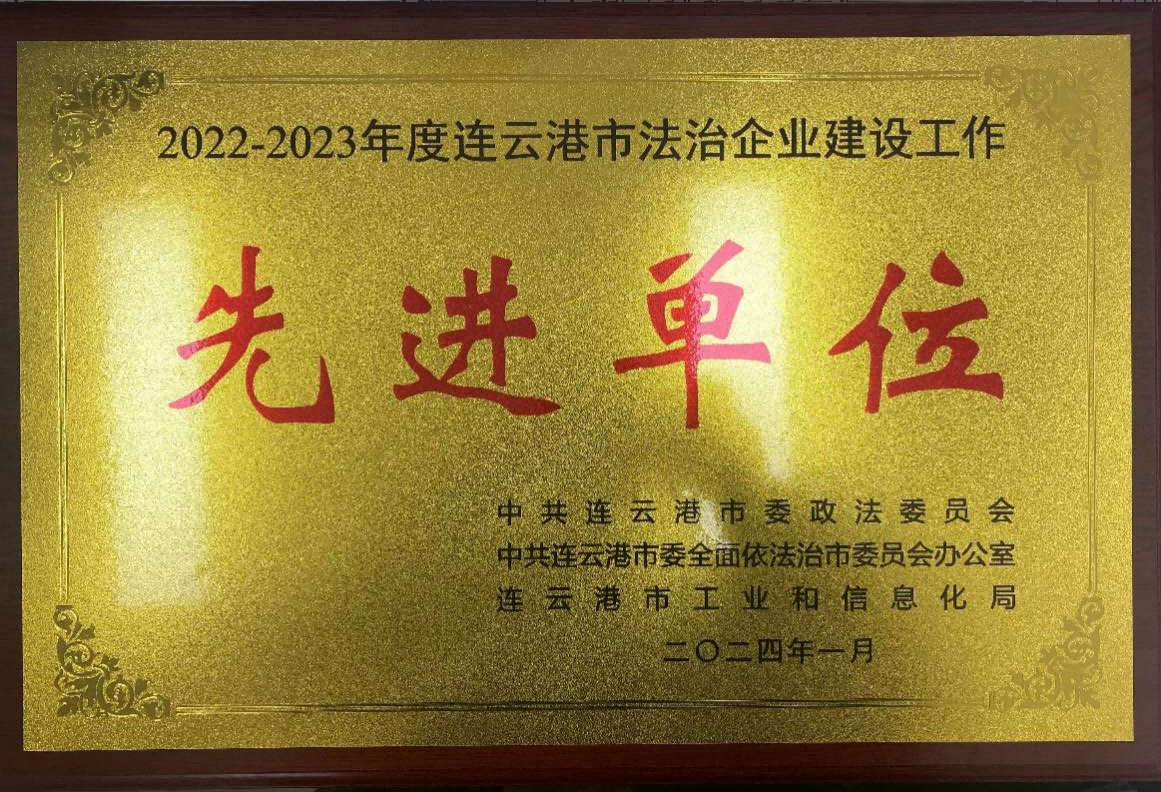 2022-2023年度连云港市法治企业建设工作
先进单位
中共连云港市委政法委员会
中共连云港市委全面依法治市委员会办公室
连云港市工业和信息化局
二〇二四年一月